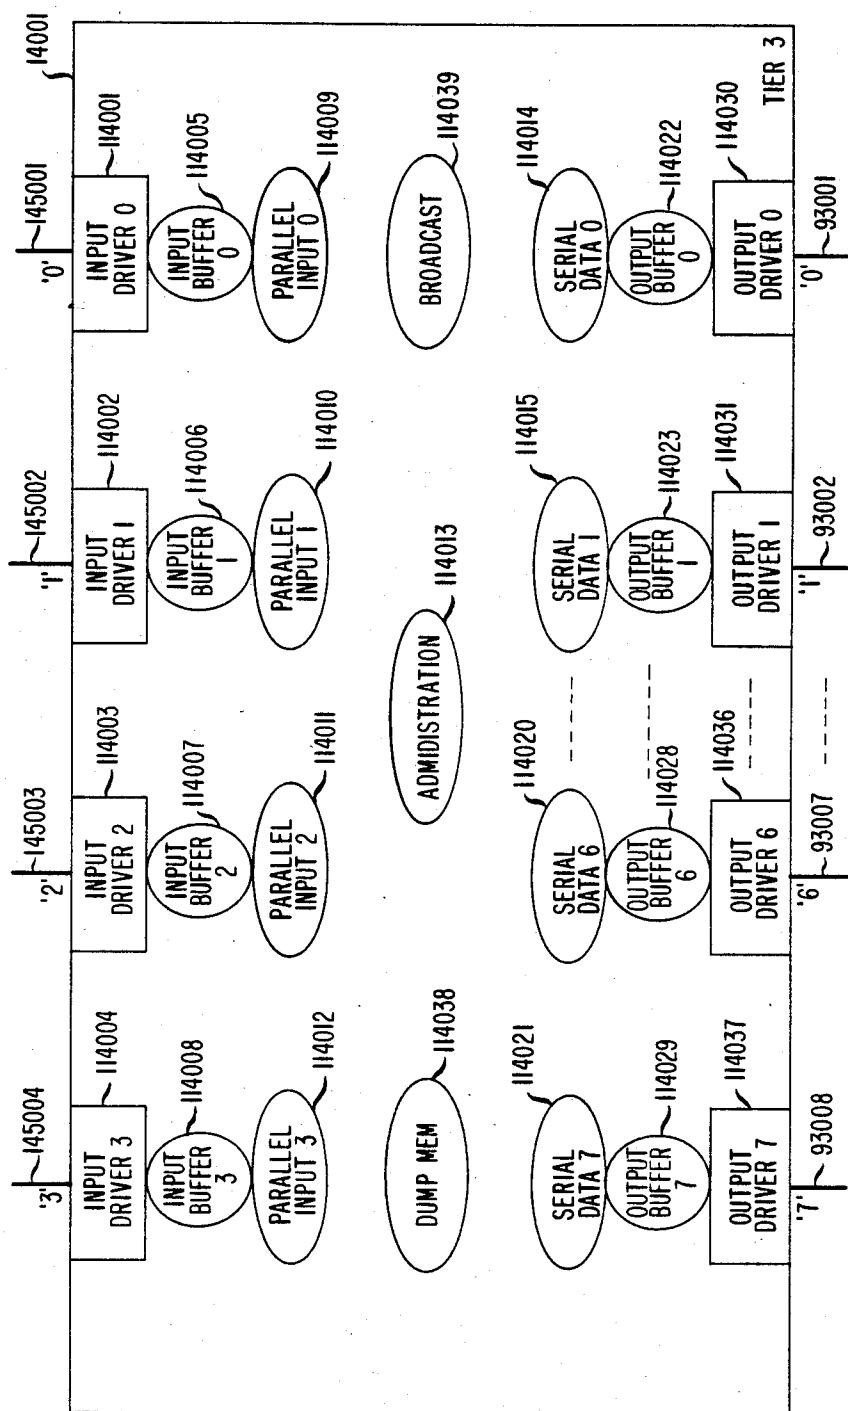 14001
145004
145003
145002
145001
'3'
'2'
'1'
'0'
114004
114003
114002
114001
INPUT
DRIVER 3
INPUT
DRIVER 2
INPUT
DRIVER 1
INPUT
DRIVER 0
114008
114007
114006
114005
INPUT
BUFFER
3
INPUT
BUFFER
2
INPUT
BUFFER
1
INPUT
BUFFER
0
114012
114011
114010
114009
PARALLEL
INPUT 3
PARALLEL
INPUT 2
PARALLEL
INPUT 1
PARALLEL
INPUT 0
114038
114013
114039
DUMP MEM
ADMIDISTRATION
BROADCAST
114021
114020
114015
114014
SERIAL
DATA 7
SERIAL
DATA 6
SERIAL
DATA 1
SERIAL
DATA 0
114029
114028
114023
114022
OUTPUT
BUFFER
7
OUTPUT
BUFFER
6
OUTPUT
BUFFER
1
OUTPUT
BUFFER
0
114037
114036
114031
114030
OUTPUT
DRIVER 7
OUTPUT
DRIVER 6
OUTPUT
DRIVER 1
OUTPUT
DRIVER 0
TIER 3
'7'
'6'
'1'
'0'
93008
93007
93002
93001